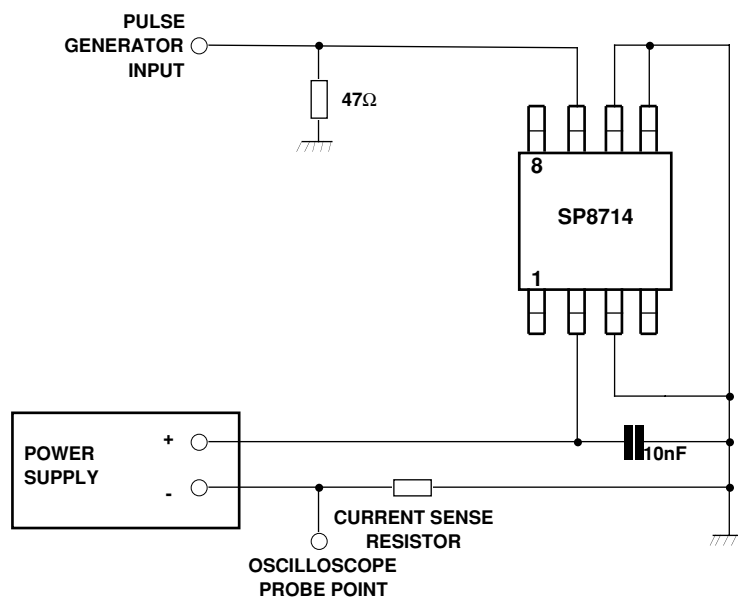 PULSE
GENERATOR
INPUT
47Ω
8
SP8714
1
POWER
SUPPLY
+
-
10nF
CURRENT SENSE
RESISTOR
OSCILLOSCOPE
PROBE POINT